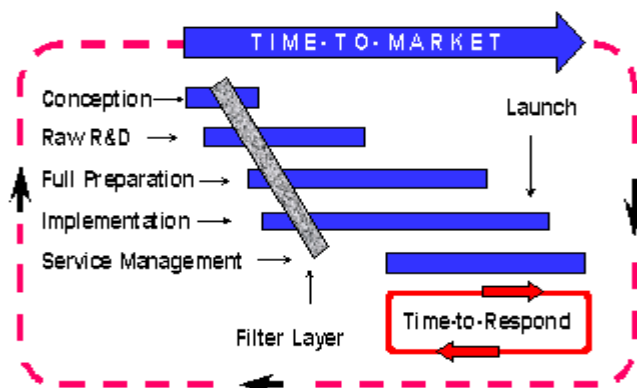 TIME-TO-MARKET
Conception
Launch
Raw R&D
Full Preparation
Implementation
Service Management
Time-to-Respond
Filter Layer